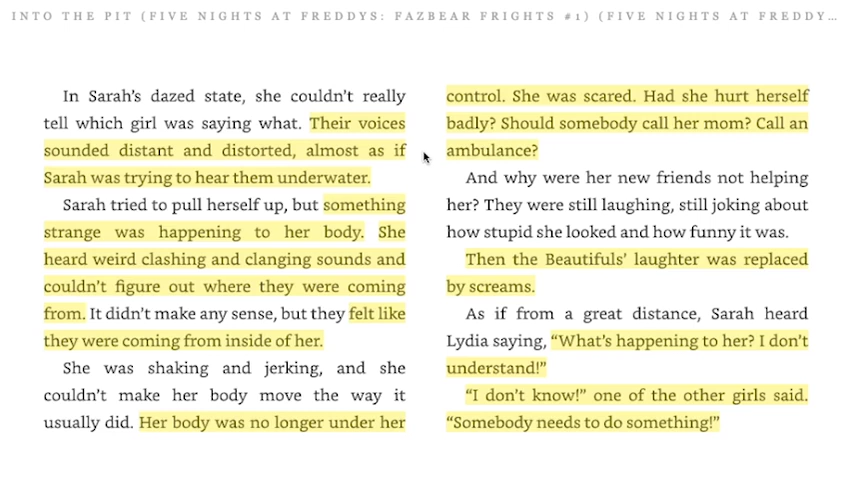 INTO THE PIT (FIVE NIGHTS AT FREDDYS: FAZBEAR FRIGHTS #1) (FIVE NIGHTS AT FREDDY…
In Sarah's dazed state, she couldn't really
tell which girl was saying what. Their voices
sounded distant and distorted, almost as if
Sarah was trying to hear them underwater.
Sarah tried to pull herself up, but something
strange was happening to her body. She
heard weird clashing and clanging sounds and
couldn't figure out where they were coming
from. It didn't make any sense, but they felt like
they were coming from inside of her.
She was shaking and jerking, and she
couldn't make her body move the way it
usually did. Her body was no longer under her
control. She was scared. Had she hurt herself
badly? Should somebody call her mom? Call an
ambulance?
And why were her new friends not helping
her? They were still laughing, still joking about
how stupid she looked and how funny it was.
Then the Beautifuls' laughter was replaced
by screams.
As if from a great distance, Sarah heard
Lydia saying, “What's happening to her? I don't
understand!”
“I don't know!” one of the other girls said.
“Somebody needs to do something!”